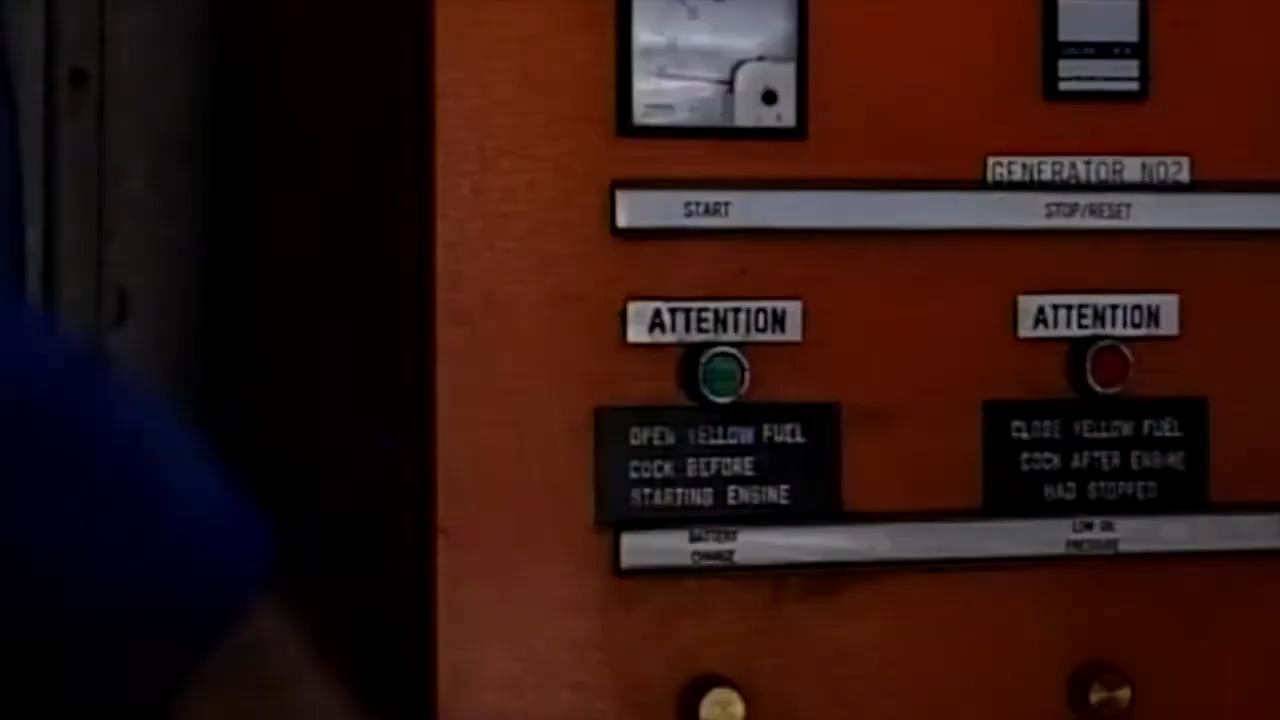 GENERATOR NO2
START STOP/RESET
ATTENTION
ATTENTION
OPEN YELLOW FUEL
COCK BEFORE
STARTING ENGINE
CLOSE YELLOW FUEL
COCK AFTER ENGINE
HAD STOPPED
BATTERY
CHARGE
LOW OIL
PRESSURE